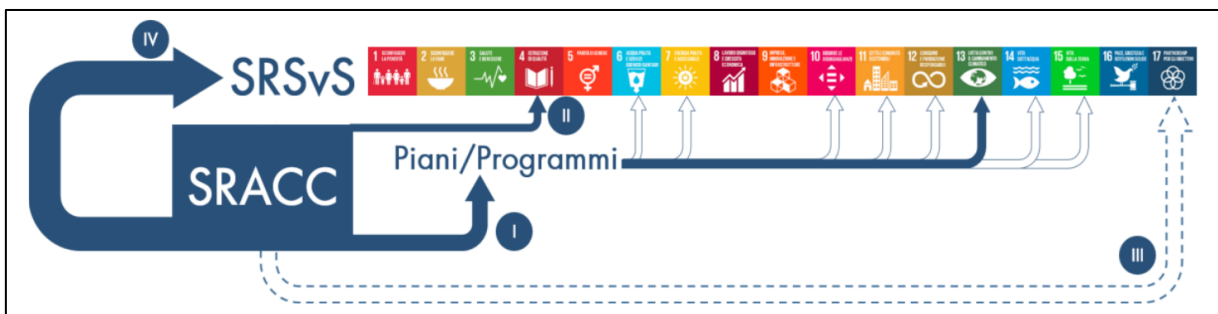 IV
SRSvS
1 SCONFIGGERE
LA POVERTÀ
2 SCONFIGGERE
LA FAME
3 SALUTE
E BENESSERE
4 ISTRUZIONE
DI QUALITÀ
5 PARITÀ DI GENERE
6 ACQUA PULITA
E SERVIZI
IGIENICO-SANITARI
7 ENERGIA PULITA
E ACCESSIBILE
8 LAVORO DIGNITOSO
E CRESCITA
ECONOMICA
9 IMPRESE,
INNOVAZIONE E
INFRASTRUTTURE
10 RIDURRE LE
DISUGUAGLIANZE
11 CITTÀ E COMUNITÀ
SOSTENIBILI
12 CONSUMO
E PRODUZIONE
RESPONSABILI
13 LOTTA CONTRO
IL CAMBIAMENTO
CLIMATICO
14 VITA
SOTT'ACQUA
15 VITA
SULLA TERRA
16 PACE, GIUSTIZIA E
ISTITUZIONI SOLIDE
17 PARTNERSHIP
PER GLI OBIETTIVI
II
Piani/Programmi
SRACC
I
III